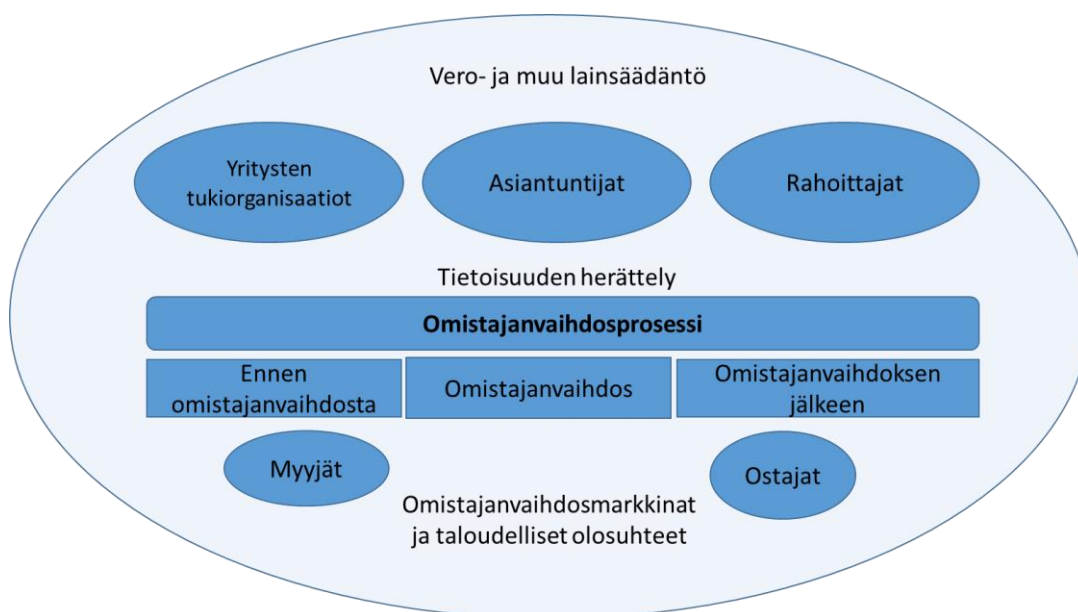 Vero- ja muu lainsäädäntö
Yritysten
tukiorganisaatiot
Asiantuntijat
Rahoittajat
Tietoisuuden herättely
Omistajanvaihdosprosessi
Ennen
omistajanvaihdosta
Omistajanvaihdos
Omistajanvaihdoksen
jälkeen
Myyjät
Ostajat
Omistajanvaihdosmarkkinat
ja taloudelliset olosuhteet